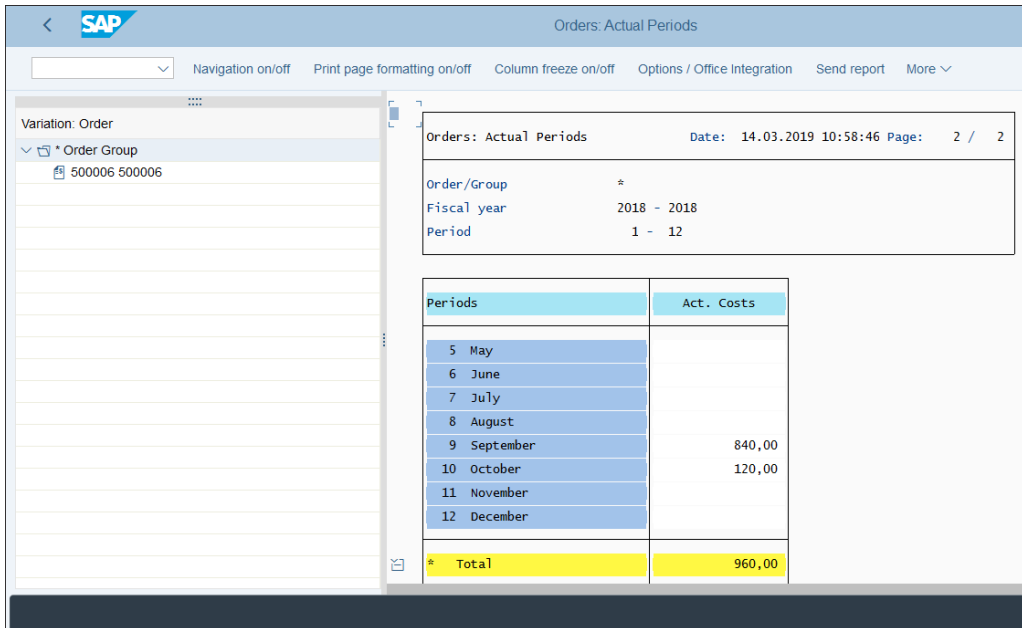 SAP Orders: Actual Periods
Navigation on/off Print page formatting on/off Column freeze on/off Options / Office Integration Send report More
Variation: Order
* Order Group
500006 500006
Orders: Actual Periods Date: 14.03.2019 10:58:46 Page: 2 / 2
Order/Group *
Fiscal year 2018 - 2018
Period 1 - 12
Periods Act. Costs
5 May
6 June
7 July
8 August
9 September 840,00
10 October 120,00
11 November
12 December
* Total 960,00